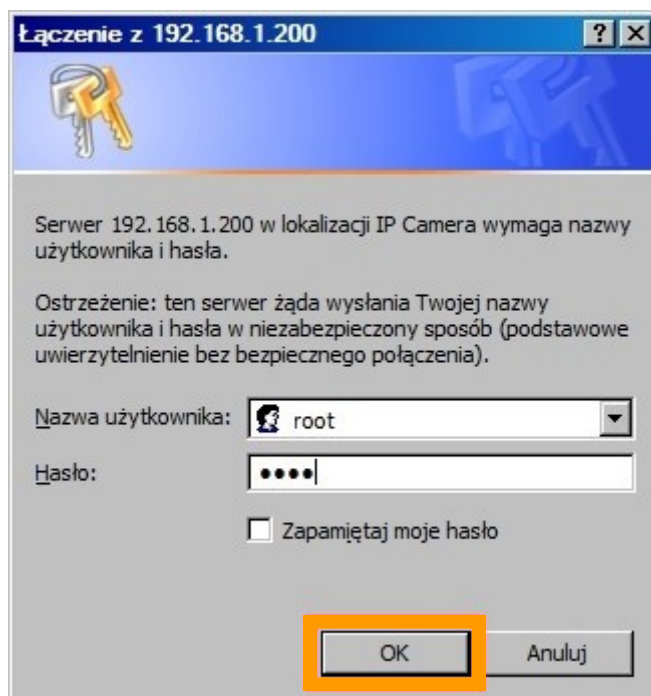 Łączenie z 192.168.1.200
Serwer 192.168.1.200 w lokalizacji IP Camera wymaga nazwy
użytkownika i hasła.
Ostrzeżenie: ten serwer żąda wysłania Twojej nazwy
użytkownika i hasła w niezabezpieczony sposób (podstawowe
uwierzytelnienie bez bezpiecznego połączenia).
Nazwa użytkownika: root
Hasło: ••••
Zapamiętaj moje hasło
OK Anuluj